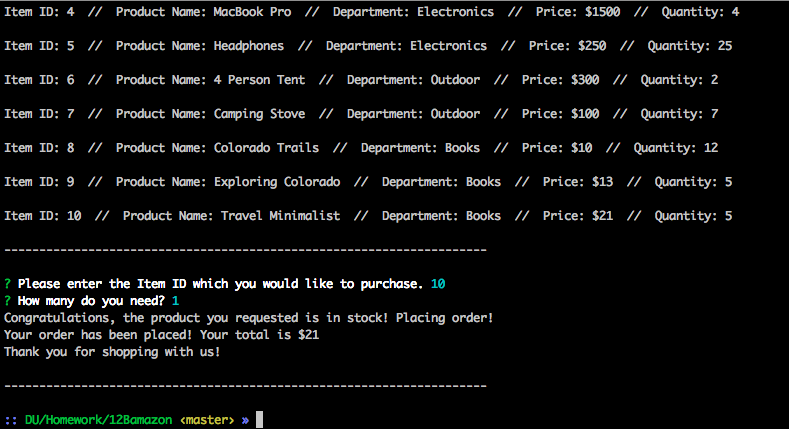 Item ID: 4  //  Product Name: MacBook Pro  //  Department: Electronics  //  Price: $1500  //  Quantity: 4
Item ID: 5  //  Product Name: Headphones  //  Department: Electronics  //  Price: $250  //  Quantity: 25
Item ID: 6  //  Product Name: 4 Person Tent  //  Department: Outdoor  //  Price: $300  //  Quantity: 2
Item ID: 7  //  Product Name: Camping Stove  //  Department: Outdoor  //  Price: $100  //  Quantity: 7
Item ID: 8  //  Product Name: Colorado Trails  //  Department: Books  //  Price: $10  //  Quantity: 12
Item ID: 9  //  Product Name: Exploring Colorado  //  Department: Books  //  Price: $13  //  Quantity: 5
Item ID: 10  //  Product Name: Travel Minimalist  //  Department: Books  //  Price: $21  //  Quantity: 5
---------------------------------------------------------------------
? Please enter the Item ID which you would like to purchase. 10
? How many do you need? 1
Congratulations, the product you requested is in stock! Placing order!
Your order has been placed! Your total is $21
Thank you for shopping with us!
---------------------------------------------------------------------
:: DU/Homework/12Bamazon ‹master› »